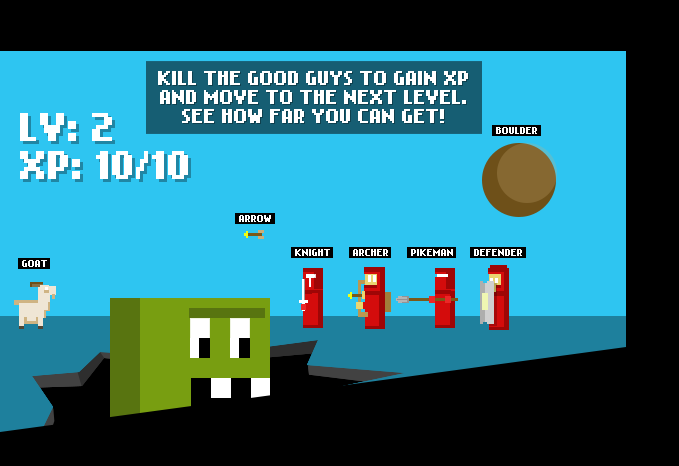 KILL THE GOOD GUYS TO GAIN XP
AND MOVE TO THE NEXT LEVEL.
SEE HOW FAR YOU CAN GET!
LV: 2
XP: 10/10
BOULDER
ARROW
KNIGHT
ARCHER
PIKEMAN
DEFENDER
GOAT